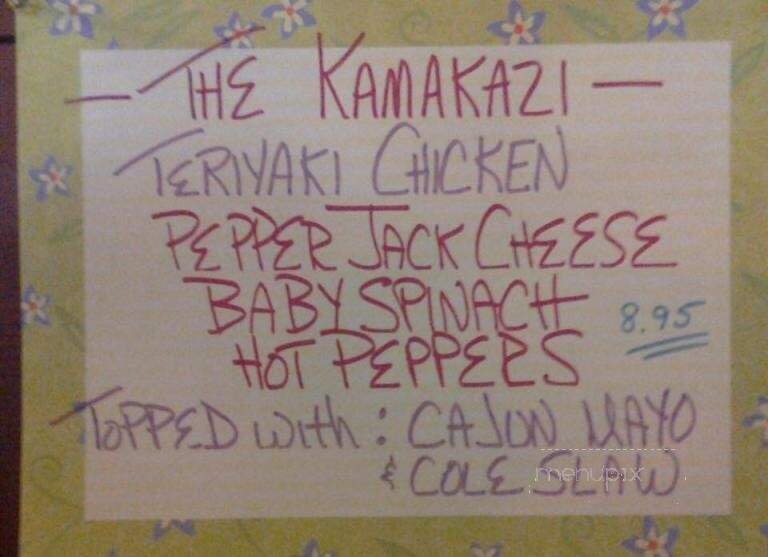 — THE KAMAKAZI —
TERIYAKI CHICKEN
PEPPER JACK CHEESE
BABY SPINACH
8.95
HOT PEPPERS
TOPPED WITH: CAJUN MAYO
& COLE SLAW
menupix